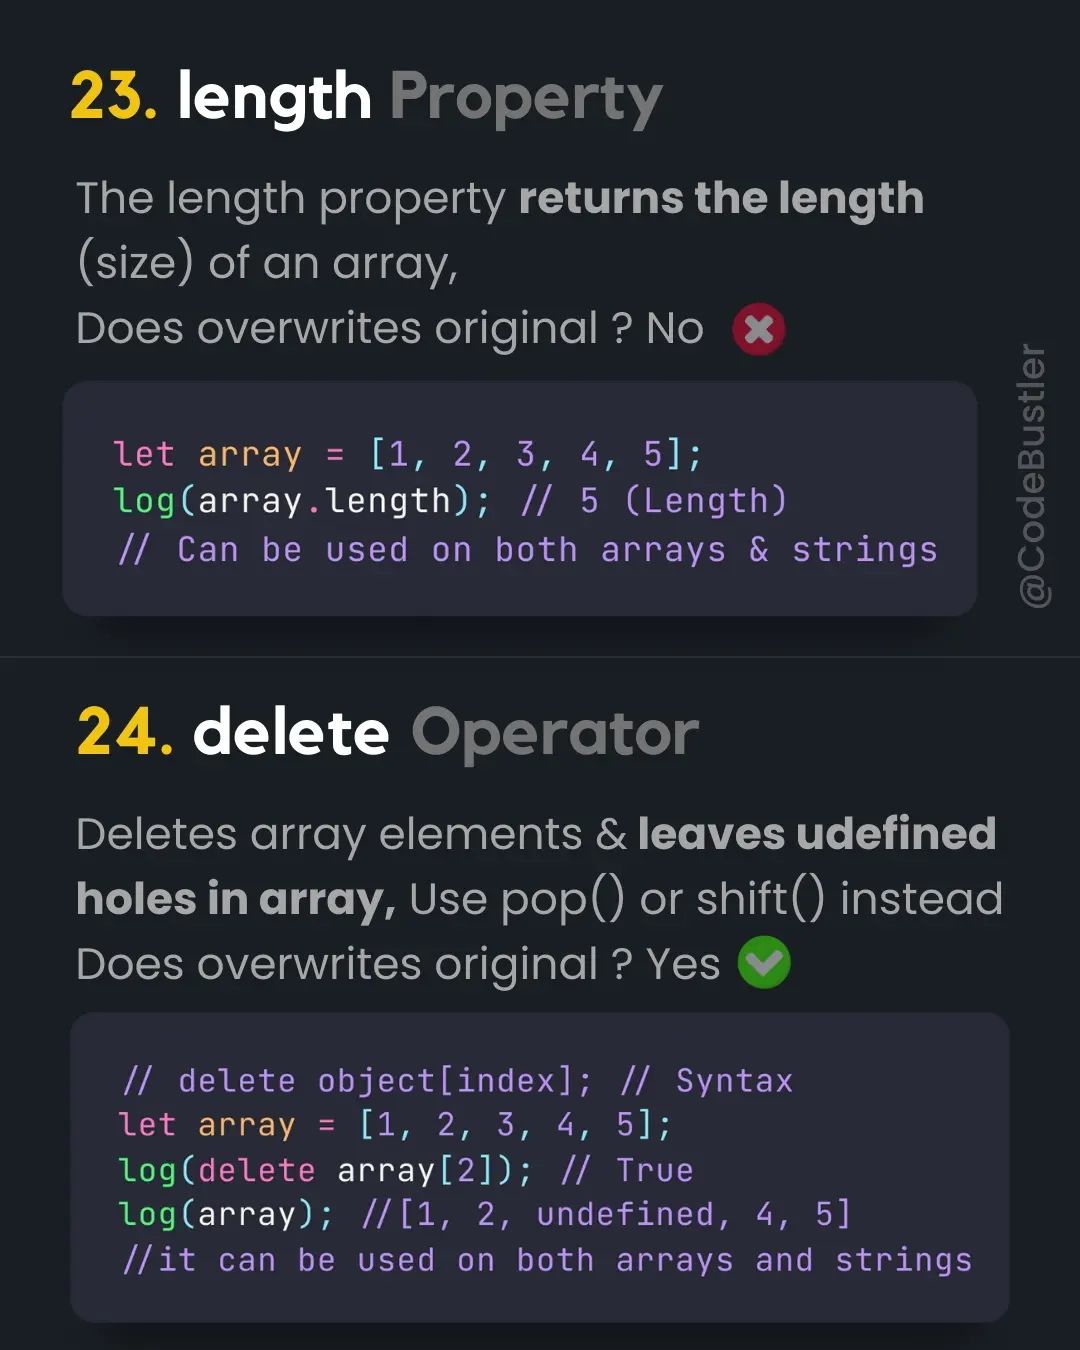 23. length Property
The length property returns the length
(size) of an array,
Does overwrites original ? No
let array = [1, 2, 3, 4, 5];
log(array.length); // 5 (Length)
// Can be used on both arrays & strings
@CodeBustler
24. delete Operator
Deletes array elements & leaves udefined
holes in array, Use pop() or shift() instead
Does overwrites original ? Yes
// delete object[index]; // Syntax
let array = [1, 2, 3, 4, 5];
log(delete array[2]); // True
log(array); //[1, 2, undefined, 4, 5]
//it can be used on both arrays and strings